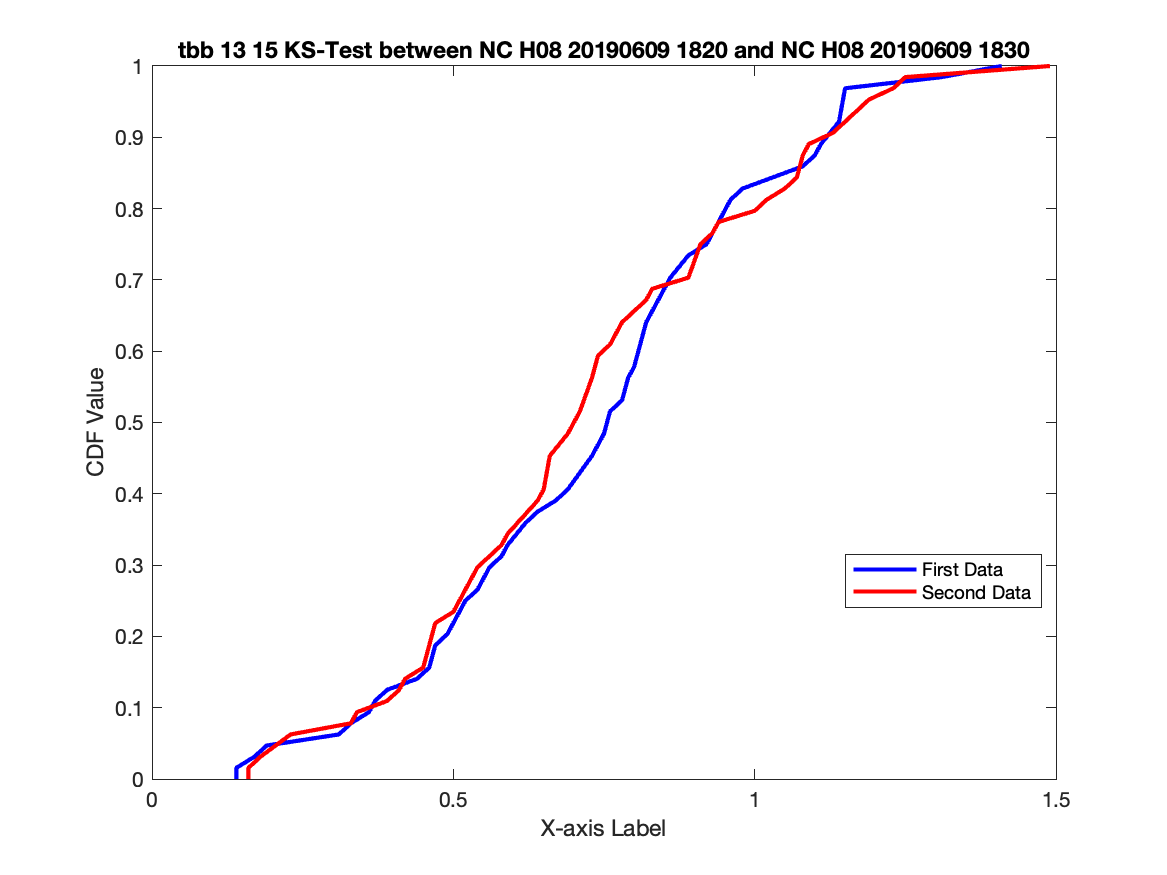 tbb 13 15 KS-Test between NC H08 20190609 1820 and NC H08 20190609 1830
1
0.9
0.8
0.7
0.6
0.5
0.4
0.3
0.2
0.1
0
CDF Value
First Data
Second Data
0 0.5 1 1.5
X-axis Label